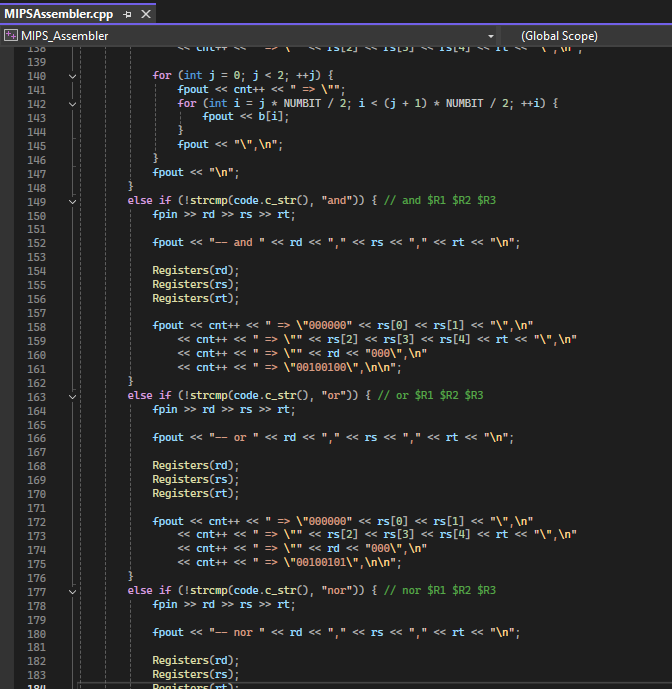 MIPSAssembler.cpp
MIPS_Assembler (Global Scope)
138 << cnt++ << " => \"" << rs[2] << rs[3] << rs[4] << rt << "\",\n";
139
140 for (int j = 0; j < 2; ++j) {
141 fpout << cnt++ << " => \"";
142 for (int i = j * NUMBIT / 2; i < (j + 1) * NUMBIT / 2; ++i) {
143 fpout << b[i];
144 }
145 fpout << "\",\n";
146 }
147 fpout << "\n";
148 }
149 else if (!strcmp(code.c_str(), "and")) { // and $R1 $R2 $R3
150 fpin >> rd >> rs >> rt;
151
152 fpout << "-- and " << rd << "," << rs << "," << rt << "\n";
153
154 Registers(rd);
155 Registers(rs);
156 Registers(rt);
157
158 fpout << cnt++ << " => \"000000" << rs[0] << rs[1] << "\",\n"
159 << cnt++ << " => \"" << rs[2] << rs[3] << rs[4] << rt << "\",\n"
160 << cnt++ << " => \"" << rd << "000\",\n"
161 << cnt++ << " => \"00100100\",\n\n";
162 }
163 else if (!strcmp(code.c_str(), "or")) { // or $R1 $R2 $R3
164 fpin >> rd >> rs >> rt;
165
166 fpout << "-- or " << rd << "," << rs << "," << rt << "\n";
167
168 Registers(rd);
169 Registers(rs);
170 Registers(rt);
171
172 fpout << cnt++ << " => \"000000" << rs[0] << rs[1] << "\",\n"
173 << cnt++ << " => \"" << rs[2] << rs[3] << rs[4] << rt << "\",\n"
174 << cnt++ << " => \"" << rd << "000\",\n"
175 << cnt++ << " => \"00100101\",\n\n";
176 }
177 else if (!strcmp(code.c_str(), "nor")) { // nor $R1 $R2 $R3
178 fpin >> rd >> rs >> rt;
179
180 fpout << "-- nor " << rd << "," << rs << "," << rt << "\n";
181
182 Registers(rd);
183 Registers(rs);
184 Registers(rt);